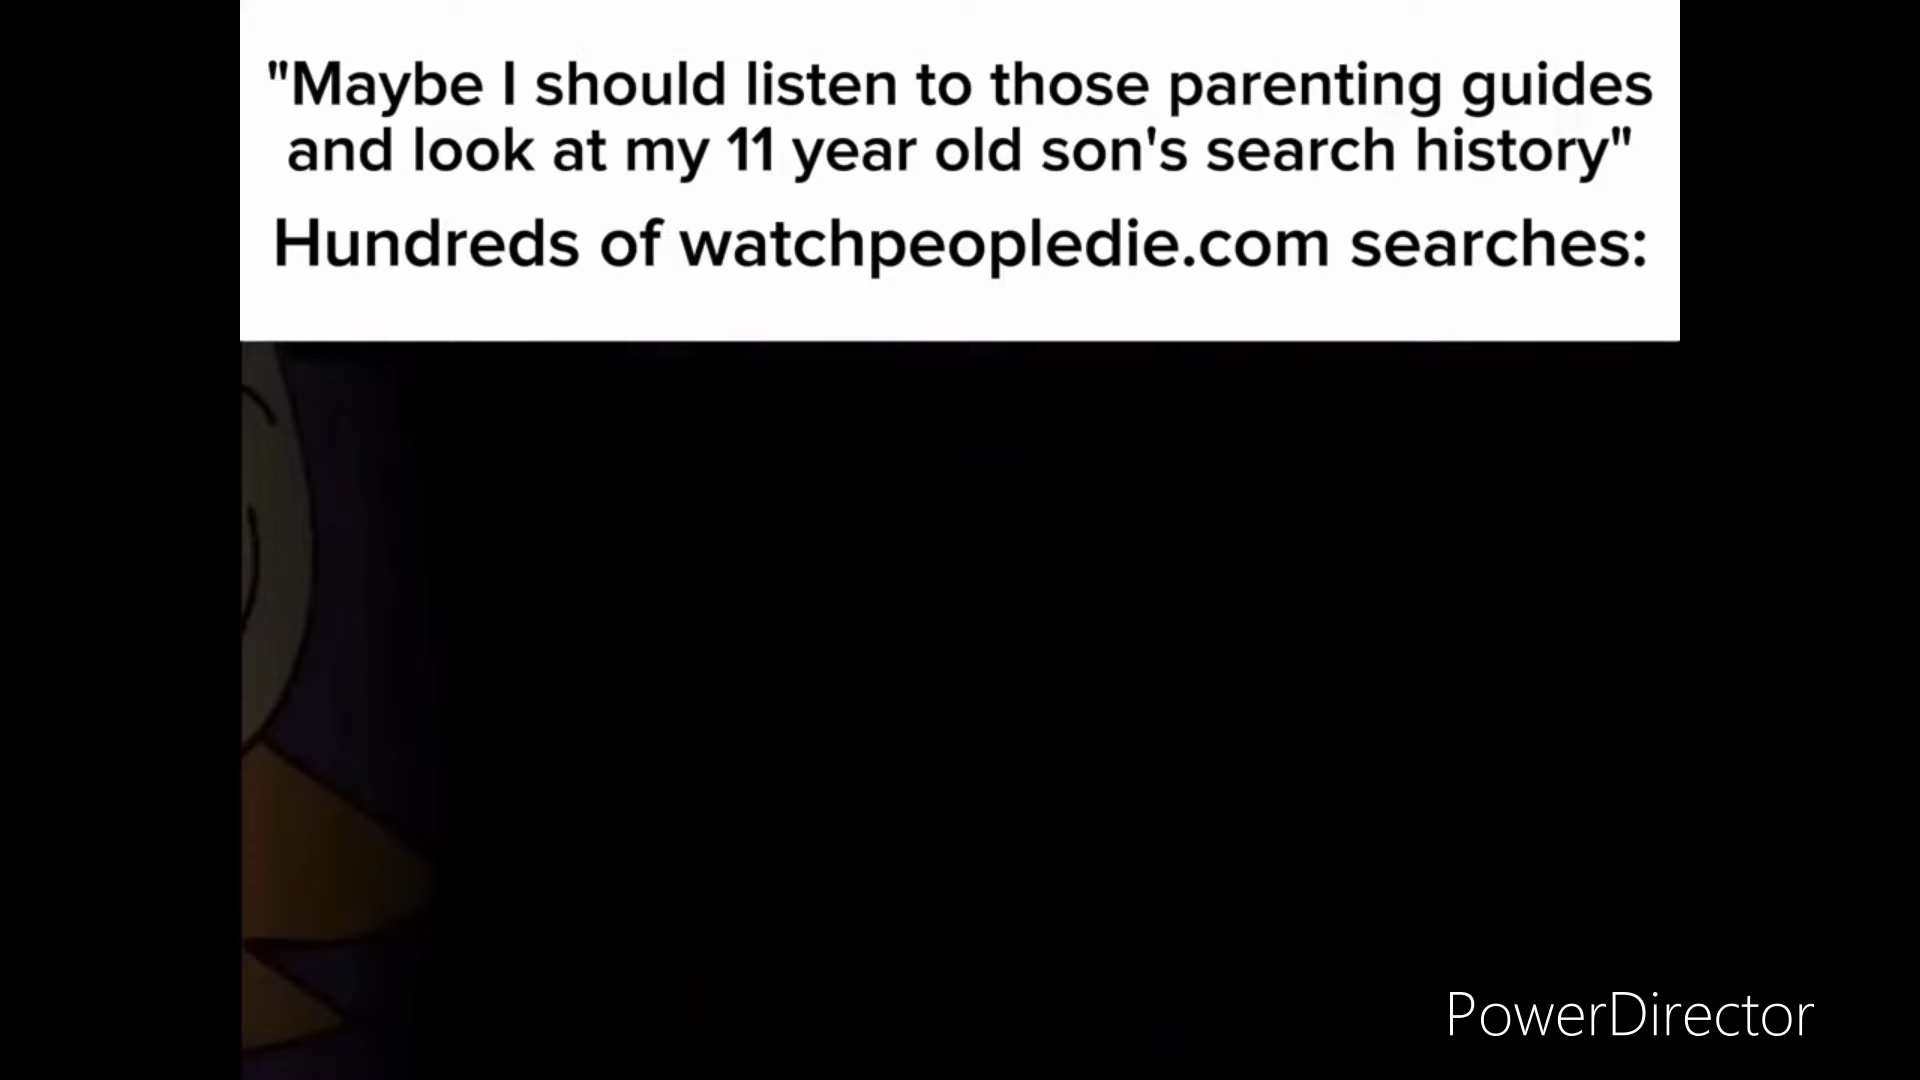 "Maybe I should listen to those parenting guides
and look at my 11 year old son's search history"
Hundreds of watchpeopledie.com searches:
PowerDirector